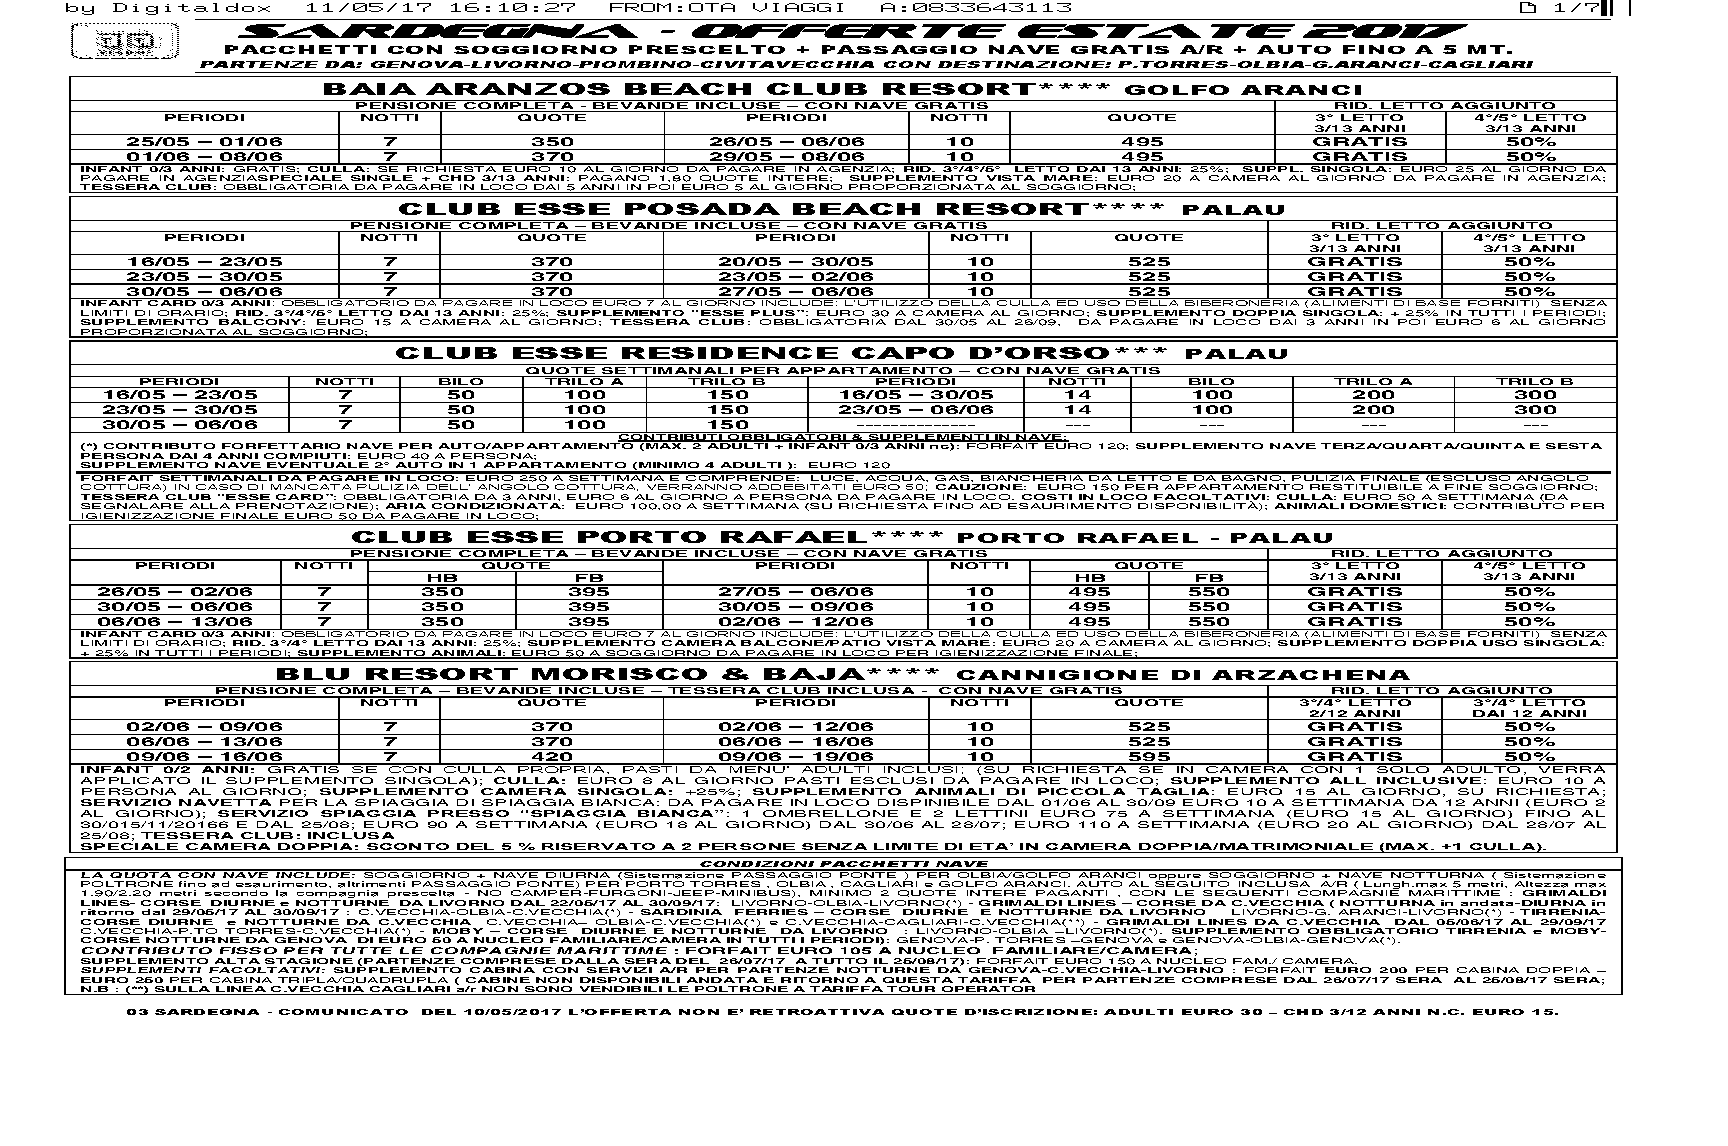 by Digitaldox 11/05/17 16:10:27 FROM:OTA VIAGGI A:0833643113 1/7
SARDEGNA - OFFERTE ESTATE 2017
PACCHETTI CON SOGGIORNO PRESCELTO + PASSAGGIO NAVE GRATIS A/R + AUTO FINO A 5 MT.
PARTENZE DA: GENOVA-LIVORNO-PIOMBINO-CIVITAVECCHIA CON DESTINAZIONE: P.TORRES-OLBIA-G.ARANCI-CAGLIARI
BAIA ARANZOS BEACH CLUB RESORT**** GOLFO ARANCI
PENSIONE COMPLETA - BEVANDE INCLUSE – CON NAVE GRATIS RID. LETTO AGGIUNTO
PERIODI NOTTI QUOTE PERIODI NOTTI QUOTE 3° LETTO 4°/5° LETTO
3/13 ANNI 3/13 ANNI
25/05 – 01/06 7 350 26/05 – 06/06 10 495 GRATIS 50%
01/06 – 08/06 7 370 29/05 – 08/06 10 495 GRATIS 50%
INFANT 0/3 ANNI: GRATIS; CULLA: SE RICHIESTA EURO 10 AL GIORNO DA PAGARE IN AGENZIA; RID. 3°/4°/5° LETTO DAI 13 ANNI: 25%; SUPPL. SINGOLA: EURO 25 AL GIORNO DA
PAGARE IN AGENZIASPECIALE SINGLE + CHD 3/13 ANNI: PAGANO 1,80 QUOTE INTERE; SUPPLEMENTO VISTA MARE: EURO 20 A CAMERA AL GIORNO DA PAGARE IN AGENZIA;
TESSERA CLUB: OBBLIGATORIA DA PAGARE IN LOCO DAI 5 ANNI IN POI EURO 5 AL GIORNO PROPORZIONATA AL SOGGIORNO;
CLUB ESSE POSADA BEACH RESORT**** PALAU
PENSIONE COMPLETA – BEVANDE INCLUSE – CON NAVE GRATIS RID. LETTO AGGIUNTO
PERIODI NOTTI QUOTE PERIODI NOTTI QUOTE 3° LETTO 4°/5° LETTO
3/13 ANNI 3/13 ANNI
16/05 – 23/05 7 370 20/05 – 30/05 10 525 GRATIS 50%
23/05 – 30/05 7 370 23/05 – 02/06 10 525 GRATIS 50%
30/05 – 06/06 7 370 27/05 – 06/06 10 525 GRATIS 50%
INFANT CARD 0/3 ANNI: OBBLIGATORIO DA PAGARE IN LOCO EURO 7 AL GIORNO INCLUDE: L'UTILIZZO DELLA CULLA ED USO DELLA BIBERONERIA (ALIMENTI DI BASE FORNITI) SENZA
LIMITI DI ORARIO; RID. 3°/4°/5° LETTO DAI 13 ANNI: 25%; SUPPLEMENTO "ESSE PLUS": EURO 30 A CAMERA AL GIORNO; SUPPLEMENTO DOPPIA SINGOLA: + 25% IN TUTTI I PERIODI;
SUPPLEMENTO BALCONY: EURO 15 A CAMERA AL GIORNO; TESSERA CLUB: OBBLIGATORIA DAL 30/05 AL 26/09, DA PAGARE IN LOCO DAI 3 ANNI IN POI EURO 6 AL GIORNO
PROPORZIONATA AL SOGGIORNO;
CLUB ESSE RESIDENCE CAPO D'ORSO*** PALAU
QUOTE SETTIMANALI PER APPARTAMENTO – CON NAVE GRATIS
PERIODI NOTTI BILO TRILO A TRILO B PERIODI NOTTI BILO TRILO A TRILO B
16/05 – 23/05 7 50 100 150 16/05 – 30/05 14 100 200 300
23/05 – 30/05 7 50 100 150 23/05 – 06/06 14 100 200 300
30/05 – 06/06 7 50 100 150 -------------- --- --- --- ---
CONTRIBUTI OBBLIGATORI & SUPPLEMENTI IN NAVE:
(*) CONTRIBUTO FORFETTARIO NAVE PER AUTO/APPARTAMENTO (MAX. 2 ADULTI + INFANT 0/3 ANNI nc): FORFAIT EURO 120; SUPPLEMENTO NAVE TERZA/QUARTA/QUINTA E SESTA
PERSONA DAI 4 ANNI COMPIUTI: EURO 40 A PERSONA;
SUPPLEMENTO NAVE EVENTUALE 2° AUTO IN 1 APPARTAMENTO (MINIMO 4 ADULTI ): EURO 120
FORFAIT SETTIMANALI DA PAGARE IN LOCO: EURO 250 A SETTIMANA E COMPRENDE: LUCE, ACQUA, GAS, BIANCHERIA DA LETTO E DA BAGNO, PULIZIA FINALE (ESCLUSO ANGOLO
COTTURA) IN CASO DI MANCATA PULIZIA DELL' ANGOLO COTTURA, VERRANNO ADDEBITATI EURO 50; CAUZIONE: EURO 150 PER APPARTAMENTO RESTITUIBILE A FINE SOGGIORNO;
TESSERA CLUB "ESSE CARD": OBBLIGATORIA DA 3 ANNI, EURO 6 AL GIORNO A PERSONA DA PAGARE IN LOCO. COSTI IN LOCO FACOLTATIVI: CULLA: EURO 50 A SETTIMANA (DA
SEGNALARE ALLA PRENOTAZIONE); ARIA CONDIZIONATA: EURO 100,00 A SETTIMANA (SU RICHIESTA FINO AD ESAURIMENTO DISPONIBILITÀ); ANIMALI DOMESTICI: CONTRIBUTO PER
IGIENIZZAZIONE FINALE EURO 50 DA PAGARE IN LOCO;
CLUB ESSE PORTO RAFAEL**** PORTO RAFAEL - PALAU
PENSIONE COMPLETA – BEVANDE INCLUSE – CON NAVE GRATIS RID. LETTO AGGIUNTO
PERIODI NOTTI QUOTE PERIODI NOTTI QUOTE 3° LETTO 4°/5° LETTO
HB FB HB FB 3/13 ANNI 3/13 ANNI
26/05 – 02/06 7 350 395 27/05 – 06/06 10 495 550 GRATIS 50%
30/05 – 06/06 7 350 395 30/05 – 09/06 10 495 550 GRATIS 50%
06/06 – 13/06 7 350 395 02/06 – 12/06 10 495 550 GRATIS 50%
INFANT CARD 0/3 ANNI: OBBLIGATORIO DA PAGARE IN LOCO EURO 7 AL GIORNO INCLUDE: L'UTILIZZO DELLA CULLA ED USO DELLA BIBERONERIA (ALIMENTI DI BASE FORNITI) SENZA
LIMITI DI ORARIO; RID. 3°/4° LETTO DAI 13 ANNI: 25%; SUPPLEMENTO CAMERA BALCONE/PATIO VISTA MARE: EURO 20 A CAMERA AL GIORNO; SUPPLEMENTO DOPPIA USO SINGOLA:
+ 25% IN TUTTI I PERIODI; SUPPLEMENTO ANIMALI: EURO 50 A SOGGIORNO DA PAGARE IN LOCO PER IGIENIZZAZIONE FINALE;
BLU RESORT MORISCO & BAJA**** CANNIGIONE DI ARZACHENA
PENSIONE COMPLETA – BEVANDE INCLUSE – TESSERA CLUB INCLUSA - CON NAVE GRATIS RID. LETTO AGGIUNTO
PERIODI NOTTI QUOTE PERIODI NOTTI QUOTE 3°/4° LETTO 3°/4° LETTO
2/12 ANNI DAI 12 ANNI
02/06 – 09/06 7 370 02/06 – 12/06 10 525 GRATIS 50%
06/06 – 13/06 7 370 06/06 – 16/06 10 525 GRATIS 50%
09/06 – 16/06 7 420 09/06 – 19/06 10 595 GRATIS 50%
INFANT 0/2 ANNI: GRATIS SE CON CULLA PROPRIA, PASTI DA MENU' ADULTI INCLUSI; (SU RICHIESTA SE IN CAMERA CON 1 SOLO ADULTO, VERRA
APPLICATO IL SUPPLEMENTO SINGOLA); CULLA: EURO 8 AL GIORNO PASTI ESCLUSI DA PAGARE IN LOCO; SUPPLEMENTO ALL INCLUSIVE: EURO 10 A
PERSONA AL GIORNO; SUPPLEMENTO CAMERA SINGOLA: +25%; SUPPLEMENTO ANIMALI DI PICCOLA TAGLIA: EURO 15 AL GIORNO, SU RICHIESTA;
SERVIZIO NAVETTA PER LA SPIAGGIA DI SPIAGGIA BIANCA: DA PAGARE IN LOCO DISPINIBILE DAL 01/06 AL 30/09 EURO 10 A SETTIMANA DA 12 ANNI (EURO 2
AL GIORNO); SERVIZIO SPIAGGIA PRESSO "SPIAGGIA BIANCA": 1 OMBRELLONE E 2 LETTINI EURO 75 A SETTIMANA (EURO 15 AL GIORNO) FINO AL
30/015/11/20166 E DAL 25/08; EURO 90 A SETTIMANA (EURO 18 AL GIORNO) DAL 30/06 AL 28/07; EURO 110 A SETTIMANA (EURO 20 AL GIORNO) DAL 28/07 AL
25/08; TESSERA CLUB: INCLUSA
SPECIALE CAMERA DOPPIA: SCONTO DEL 5 % RISERVATO A 2 PERSONE SENZA LIMITE DI ETA' IN CAMERA DOPPIA/MATRIMONIALE (MAX. +1 CULLA).
CONDIZIONI PACCHETTI NAVE
LA QUOTA CON NAVE INCLUDE: SOGGIORNO + NAVE DIURNA (Sistemazione PASSAGGIO PONTE ) PER OLBIA/GOLFO ARANCI oppure SOGGIORNO + NAVE NOTTURNA ( Sistemazione
POLTRONE fino ad esaurimento, altrimenti PASSAGGIO PONTE) PER PORTO TORRES , OLBIA , CAGLIARI e GOLFO ARANCI. AUTO AL SEGUITO INCLUSA A/R ( Lungh.max 5 metri, Altezza max
1.90/2.20 metri secondo la compagnia prescelta - NO CAMPER-FURGON-JEEP-MINIBUS), MINIMO 2 QUOTE INTERE PAGANTI , CON LE SEGUENTI COMPAGNIE MARITTIME : GRIMALDI
LINES- CORSE DIURNE e NOTTURNE DA LIVORNO DAL 22/05/17 AL 30/09/17: LIVORNO-OLBIA-LIVORNO(*) - GRIMALDI LINES – CORSE DA C.VECCHIA ( NOTTURNA in andata-DIURNA in
ritorno dal 29/05/17 AL 30/09/17 : C.VECCHIA-OLBIA-C.VECCHIA(*) - SARDINIA FERRIES – CORSE DIURNE E NOTTURNE DA LIVORNO LIVORNO-G. ARANCI-LIVORNO(*) - TIRRENIA-
CORSE DIURNE e NOTTURNE DA C.VECCHIA C.VECCHIA– OLBIA-C.VECCHIA(*) e C.VECCHIA-CAGLIARI-C.VECCHIA(**) - GRIMALDI LINES DA C.VECCHIA DAL 05/06/17 AL 29/09/17
C.VECCHIA-P.TO TORRES-C.VECCHIA(*) - MOBY – CORSE DIURNE E NOTTURNE DA LIVORNO : LIVORNO-OLBIA –LIVORNO(*). SUPPLEMENTO OBBLIGATORIO TIRRENIA e MOBY-
CORSE NOTTURNE DA GENOVA DI EURO 50 A NUCLEO FAMILIARE/CAMERA IN TUTTI I PERIODI): GENOVA-P. TORRES –GENOVA e GENOVA-OLBIA-GENOVA(*).
CONTRIBUTO FISSO PER TUTTE LE COMPAGNIE MARITTIME : FORFAIT EURO 105 A NUCLEO FAMILIARE/CAMERA;
SUPPLEMENTO ALTA STAGIONE (PARTENZE COMPRESE DALLA SERA DEL 26/07/17 A TUTTO IL 25/08/17): FORFAIT EURO 150 A NUCLEO FAM./ CAMERA.
SUPPLEMENTI FACOLTATIVI: SUPPLEMENTO CABINA CON SERVIZI A/R PER PARTENZE NOTTURNE DA GENOVA-C.VECCHIA-LIVORNO : FORFAIT EURO 200 PER CABINA DOPPIA –
EURO 250 PER CABINA TRIPLA/QUADRUPLA ( CABINE NON DISPONIBILI ANDATA E RITORNO A QUESTA TARIFFA PER PARTENZE COMPRESE DAL 26/07/17 SERA AL 25/08/17 SERA;
N.B : (**) SULLA LINEA C.VECCHIA CAGLIARI a/r NON SONO VENDIBILI LE POLTRONE A TARIFFA TOUR OPERATOR
03 SARDEGNA - COMUNICATO DEL 10/05/2017 L'OFFERTA NON E' RETROATTIVA QUOTE D'ISCRIZIONE: ADULTI EURO 30 – CHD 3/12 ANNI N.C. EURO 15.